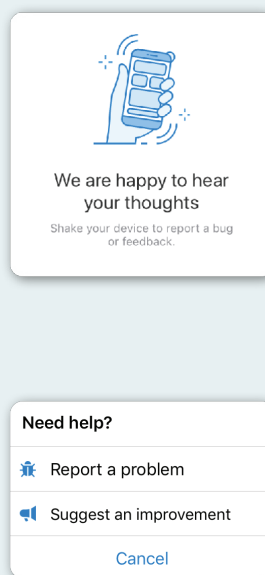 We are happy to hear
your thoughts
Shake your device to report a bug
or feedback.
Need help?
Report a problem
Suggest an improvement
Cancel